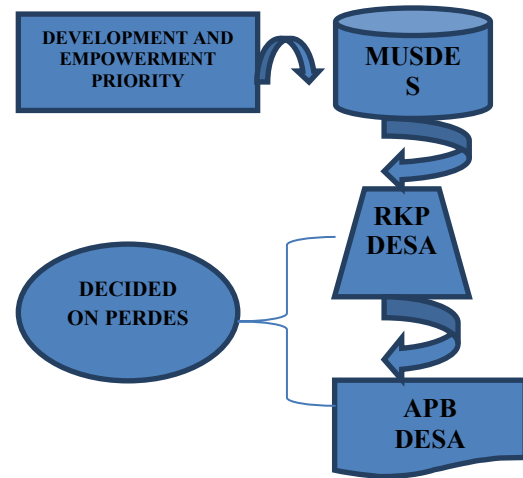 DEVELOPMENT AND
EMPOWERMENT
PRIORITY
MUSDE
S
RKP
DESA
DECIDED
ON PERDES
APB
DESA